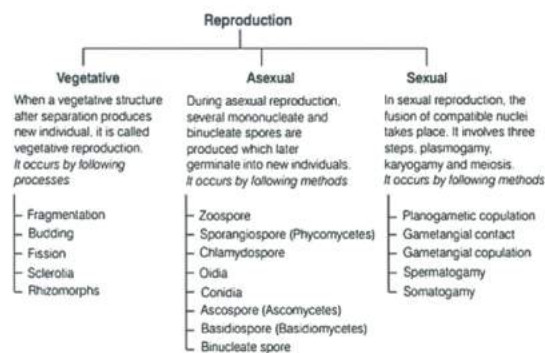 Reproduction
Vegetative
When a vegetative structure
after separation produces
new individual, it is called
vegetative reproduction.
It occurs by following
processes
Fragmentation
Budding
Fission
Sclerotia
Rhizomorphs
Asexual
During asexual reproduction,
several mononucleate and
binucleate spores are
produced which later
germinate into new individuals.
It occurs by following methods
Zoospore
Sporangiospore (Phycomycetes)
Chlamydospore
Oidia
Conidia
Ascospore (Ascomycetes)
Basidiospore (Basidiomycetes)
Binucleate spore
Sexual
In sexual reproduction, the
fusion of compatible nuclei
takes place. It involves three
steps, plasmogamy,
karyogamy and meiosis.
It occurs by following methods
Planogametic copulation
Gametangial contact
Gametangial copulation
Spermatogamy
Somatogamy